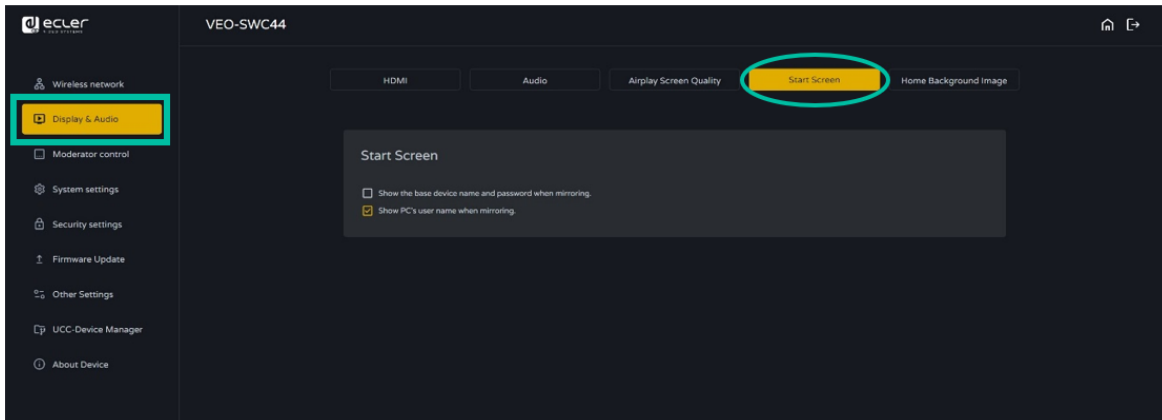 ecler
VEO-SWC44
Wireless network
Display & Audio
Moderator control
System settings
Security settings
Firmware Update
Other Settings
UCC-Device Manager
About Device
HDMI
Audio
Airplay Screen Quality
Start Screen
Home Background Image
Start Screen
Show the base device name and password when mirroring.
Show PC's user name when mirroring.